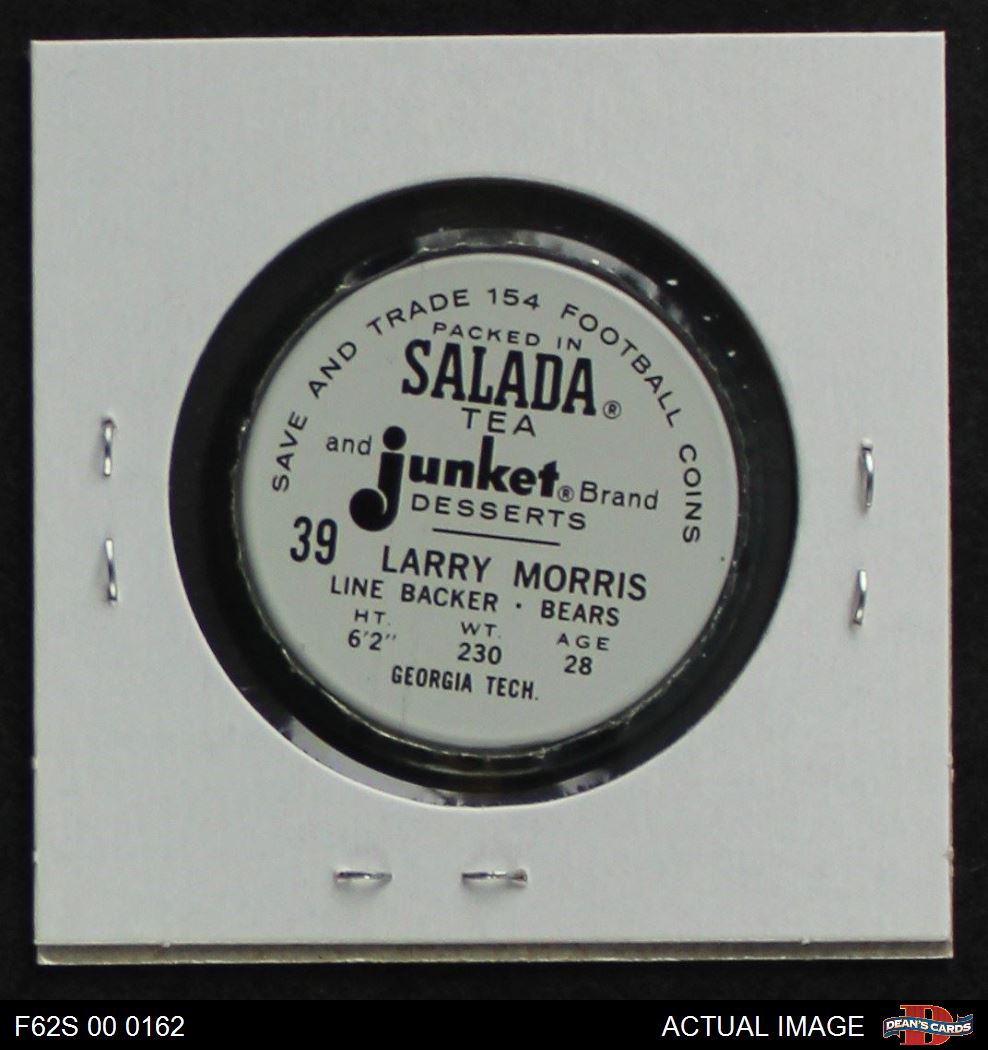 SAVE AND TRADE 154 FOOTBALL COINS
PACKED IN
SALADA®
TEA
and junket® Brand
DESSERTS
39 LARRY MORRIS
LINE BACKER · BEARS
HT. WT. AGE
6'2" 230 28
GEORGIA TECH.
F62S 00 0162 ACTUAL IMAGE
D
DEAN'S CARDS